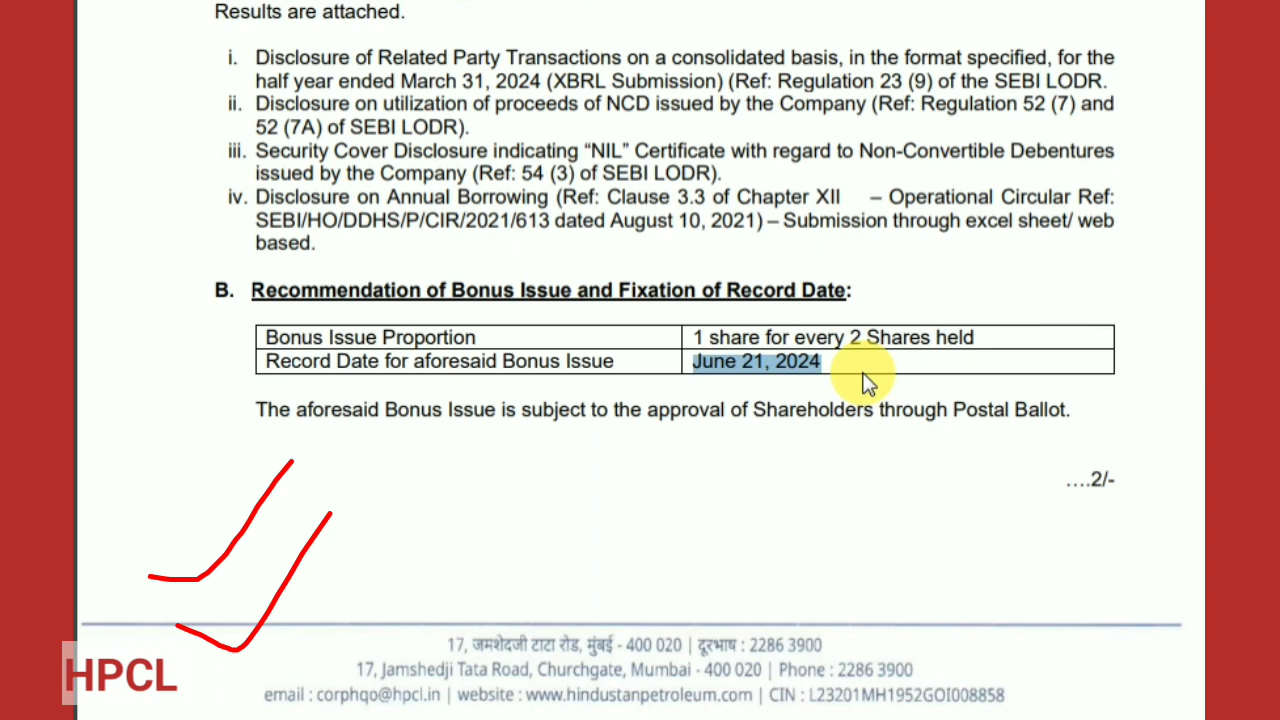 Results are attached.
i. Disclosure of Related Party Transactions on a consolidated basis, in the format specified, for the
half year ended March 31, 2024 (XBRL Submission) (Ref: Regulation 23 (9) of the SEBI LODR.
ii. Disclosure on utilization of proceeds of NCD issued by the Company (Ref: Regulation 52 (7) and
52 (7A) of SEBI LODR).
iii. Security Cover Disclosure indicating “NIL” Certificate with regard to Non-Convertible Debentures
issued by the Company (Ref: 54 (3) of SEBI LODR).
iv. Disclosure on Annual Borrowing (Ref: Clause 3.3 of Chapter XII – Operational Circular Ref:
SEBI/HO/DDHS/P/CIR/2021/613 dated August 10, 2021) – Submission through excel sheet/ web
based.
B. Recommendation of Bonus Issue and Fixation of Record Date:
Bonus Issue Proportion 1 share for every 2 Shares held
Record Date for aforesaid Bonus Issue June 21, 2024
The aforesaid Bonus Issue is subject to the approval of Shareholders through Postal Ballot.
....2/-
17, जमशेदजी टाटा रोड, मुंबई - 400 020 | दूरभाष : 2286 3900
17, Jamshedji Tata Road, Churchgate, Mumbai - 400 020 | Phone : 2286 3900
email : corphqo@hpcl.in | website : www.hindustanpetroleum.com | CIN : L23201MH1952GOI008858
HPCL